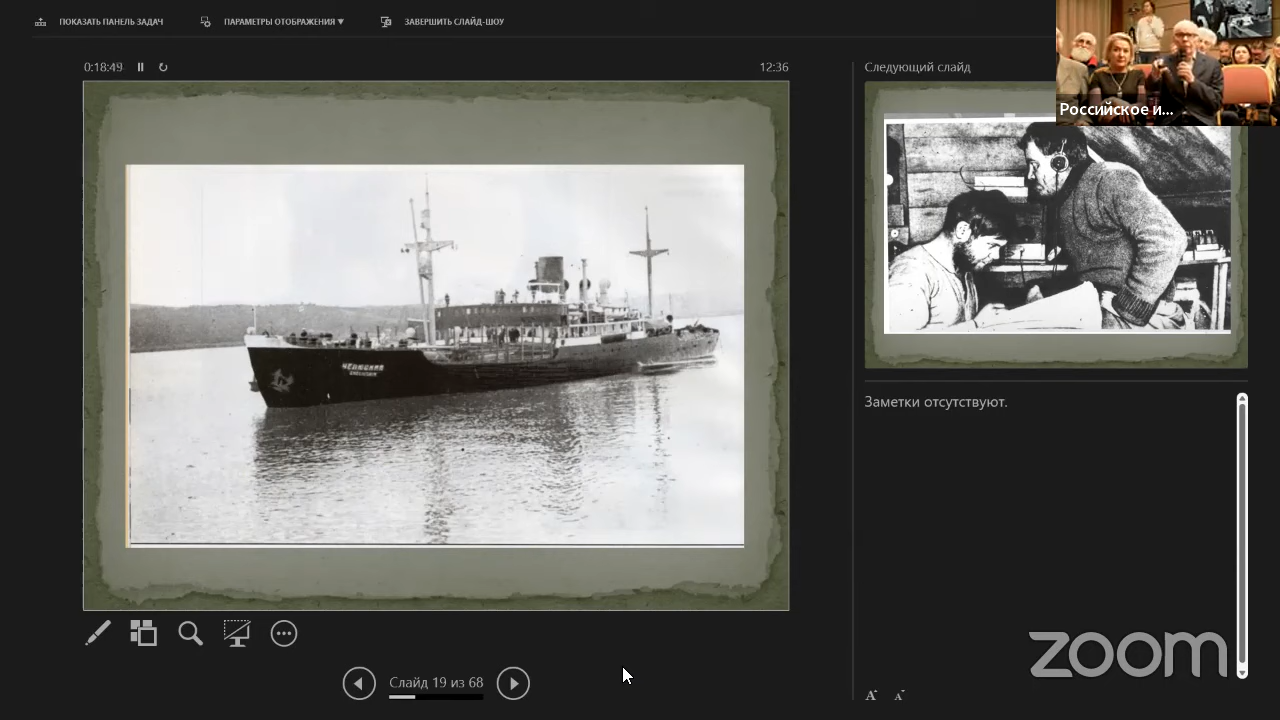 ПОКАЗАТЬ ПАНЕЛЬ ЗАДАЧ
ПАРАМЕТРЫ ОТОБРАЖЕНИЯ ▼
ЗАВЕРШИТЬ СЛАЙД-ШОУ
0:18:49
12:36
Следующий слайд
Российское и...
ЧЕЛЮСКИН
Заметки отсутствуют.
Слайд 19 из 68
A A
zoom